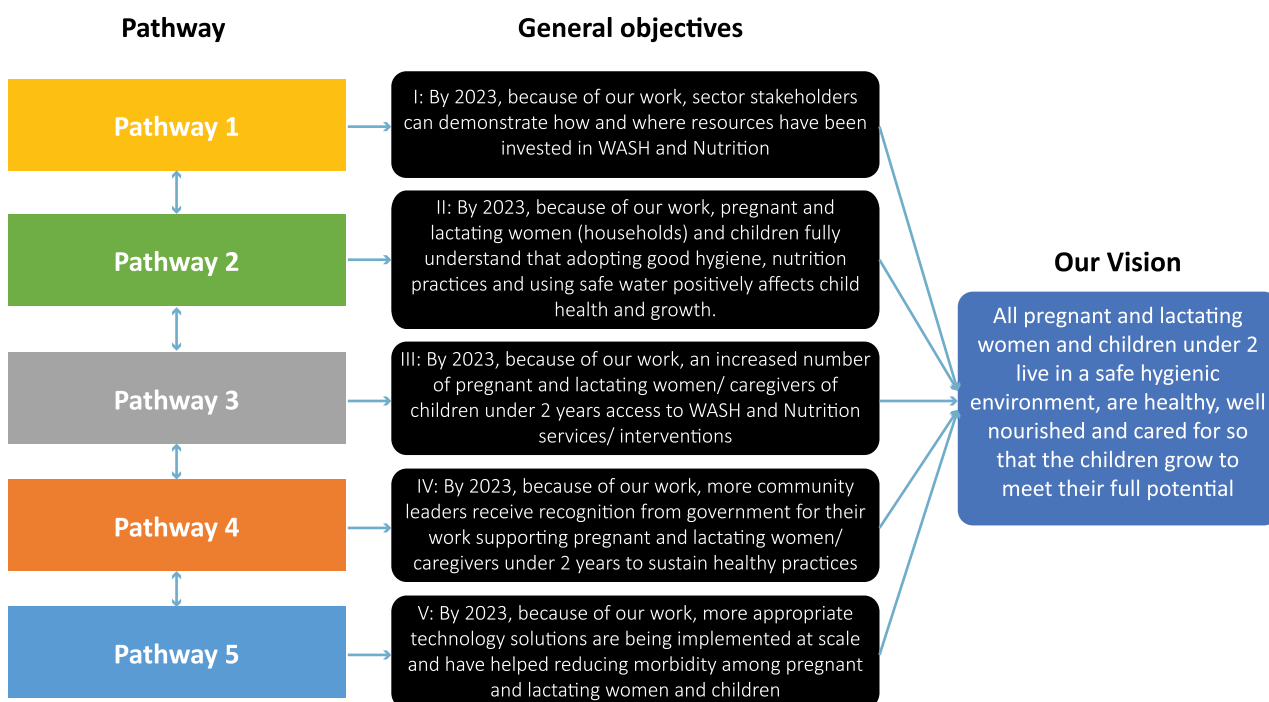 Pathway
General objectives
Pathway 1
I: By 2023, because of our work, sector stakeholders
can demonstrate how and where resources have been
invested in WASH and Nutrition
Pathway 2
II: By 2023, because of our work, pregnant and
lactating women (households) and children fully
understand that adopting good hygiene, nutrition
practices and using safe water positively affects child
health and growth.
Pathway 3
III: By 2023, because of our work, an increased number
of pregnant and lactating women/ caregivers of
children under 2 years access to WASH and Nutrition
services/ interventions
Pathway 4
IV: By 2023, because of our work, more community
leaders receive recognition from government for their
work supporting pregnant and lactating women/
caregivers under 2 years to sustain healthy practices
Pathway 5
V: By 2023, because of our work, more appropriate
technology solutions are being implemented at scale
and have helped reducing morbidity among pregnant
and lactating women and children
Our Vision
All pregnant and lactating
women and children under 2
live in a safe hygienic
environment, are healthy, well
nourished and cared for so
that the children grow to
meet their full potential